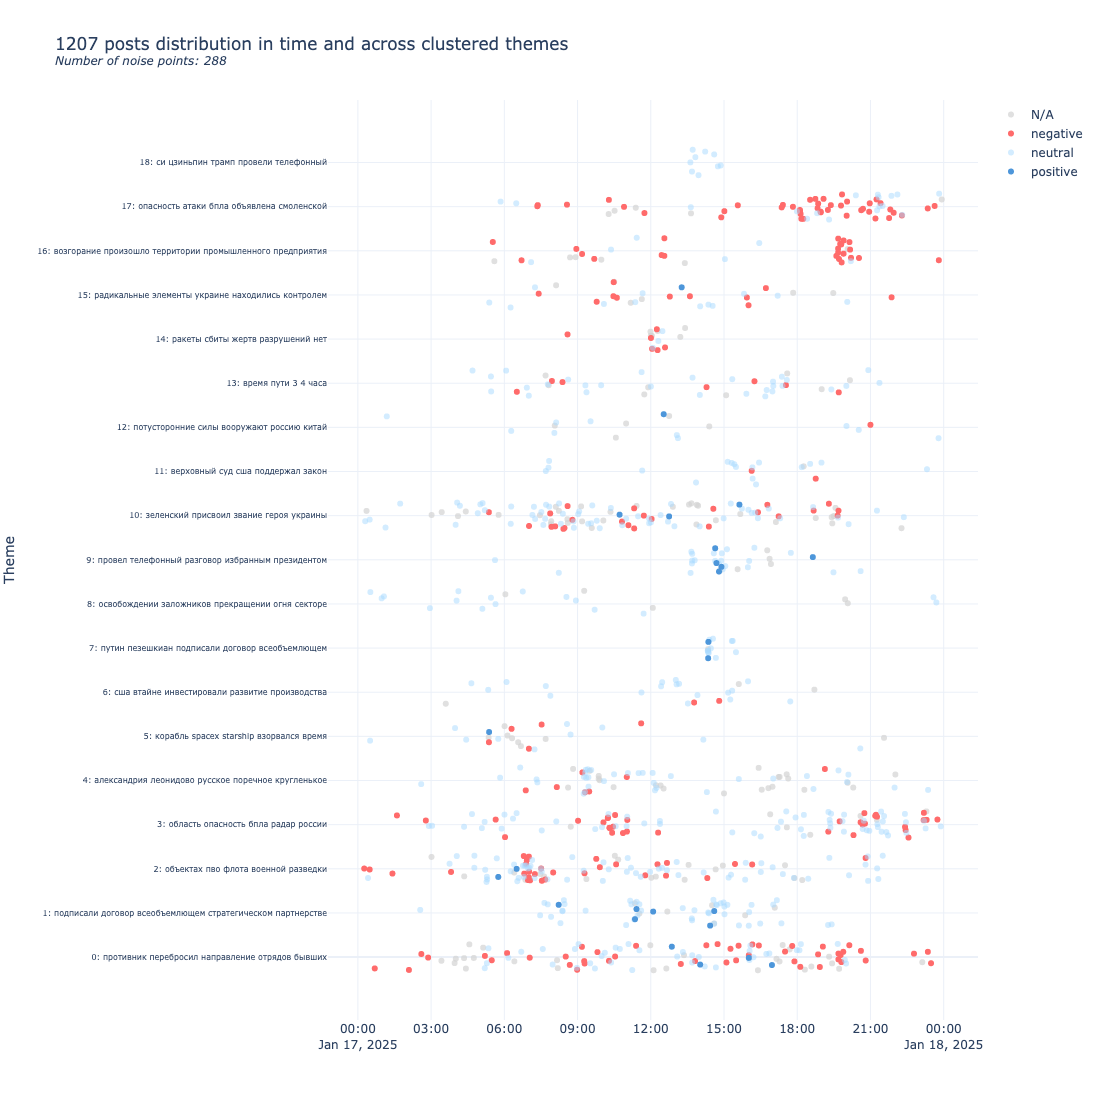 1207 posts distribution in time and across clustered themes
Number of noise points: 288
N/A
negative
neutral
positive
Theme
18: си цзиньпин трамп провели телефонный
17: опасность атаки бпла объявлена смоленской
16: возгорание произошло территории промышленного предприятия
15: радикальные элементы украине находились контролем
14: ракеты сбиты жертв разрушений нет
13: время пути 3 4 часа
12: потусторонние силы вооружают россию китай
11: верховный суд сша поддержал закон
10: зеленский присвоил звание героя украины
9: провел телефонный разговор избранным президентом
8: освобождении заложников прекращении огня секторе
7: путин пезешкиан подписали договор всеобъемлющем
6: сша втайне инвестировали развитие производства
5: корабль spacex starship взорвался время
4: александрия леонидово русское поречное кругленькое
3: область опасность бпла радар россии
2: объектах пво флота военной разведки
1: подписали договор всеобъемлющем стратегическом партнерстве
0: противник перебросил направление отрядов бывших
00:00 03:00 06:00 09:00 12:00 15:00 18:00 21:00 00:00
Jan 17, 2025 Jan 18, 2025